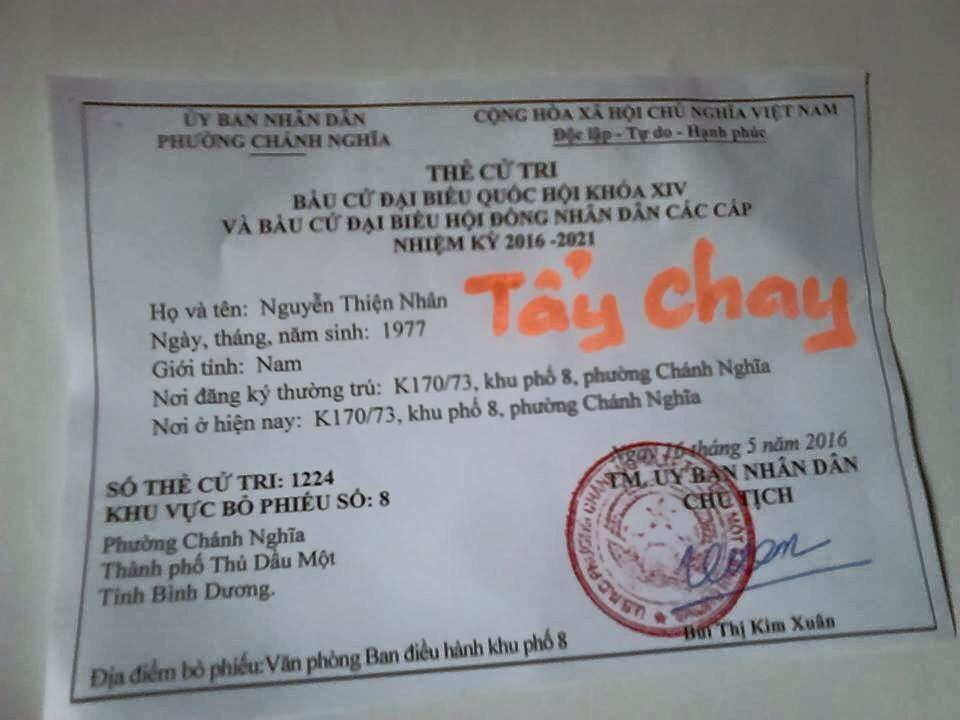 ỦY BAN NHÂN DÂN
PHƯỜNG CHÁNH NGHĨA
CỘNG HÒA XÃ HỘI CHỦ NGHĨA VIỆT NAM
Độc lập - Tự do - Hạnh phúc
THẺ CỬ TRI
BẦU CỬ ĐẠI BIỂU QUỐC HỘI KHÓA XIV
VÀ BẦU CỬ ĐẠI BIỂU HỘI ĐỒNG NHÂN DÂN CÁC CẤP
NHIỆM KỲ 2016 -2021
Tẩy chay
Họ và tên: Nguyễn Thiện Nhân
Ngày, tháng, năm sinh: 1977
Giới tính: Nam
Nơi đăng ký thường trú: K170/73, khu phố 8, phường Chánh Nghĩa
Nơi ở hiện nay: K170/73, khu phố 8, phường Chánh Nghĩa
SỐ THẺ CỬ TRI: 1224
KHU VỰC BỎ PHIẾU SỐ: 8
Phường Chánh Nghĩa
Thành phố Thủ Dầu Một
Tỉnh Bình Dương.
Ngày 16 tháng 5 năm 2016
TM. ỦY BAN NHÂN DÂN
CHỦ TỊCH
Bùi Thị Kim Xuân
Địa điểm bỏ phiếu:Văn phòng Ban điều hành khu phố 8